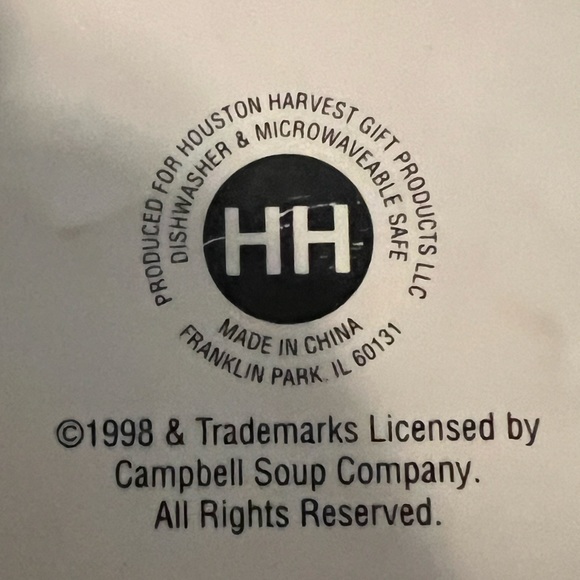 PRODUCED FOR HOUSTON HARVEST GIFT PRODUCTS LLC
DISHWASHER & MICROWAVEABLE SAFE
HH
MADE IN CHINA
FRANKLIN PARK, IL 60131
©1998 & Trademarks Licensed by
Campbell Soup Company.
All Rights Reserved.